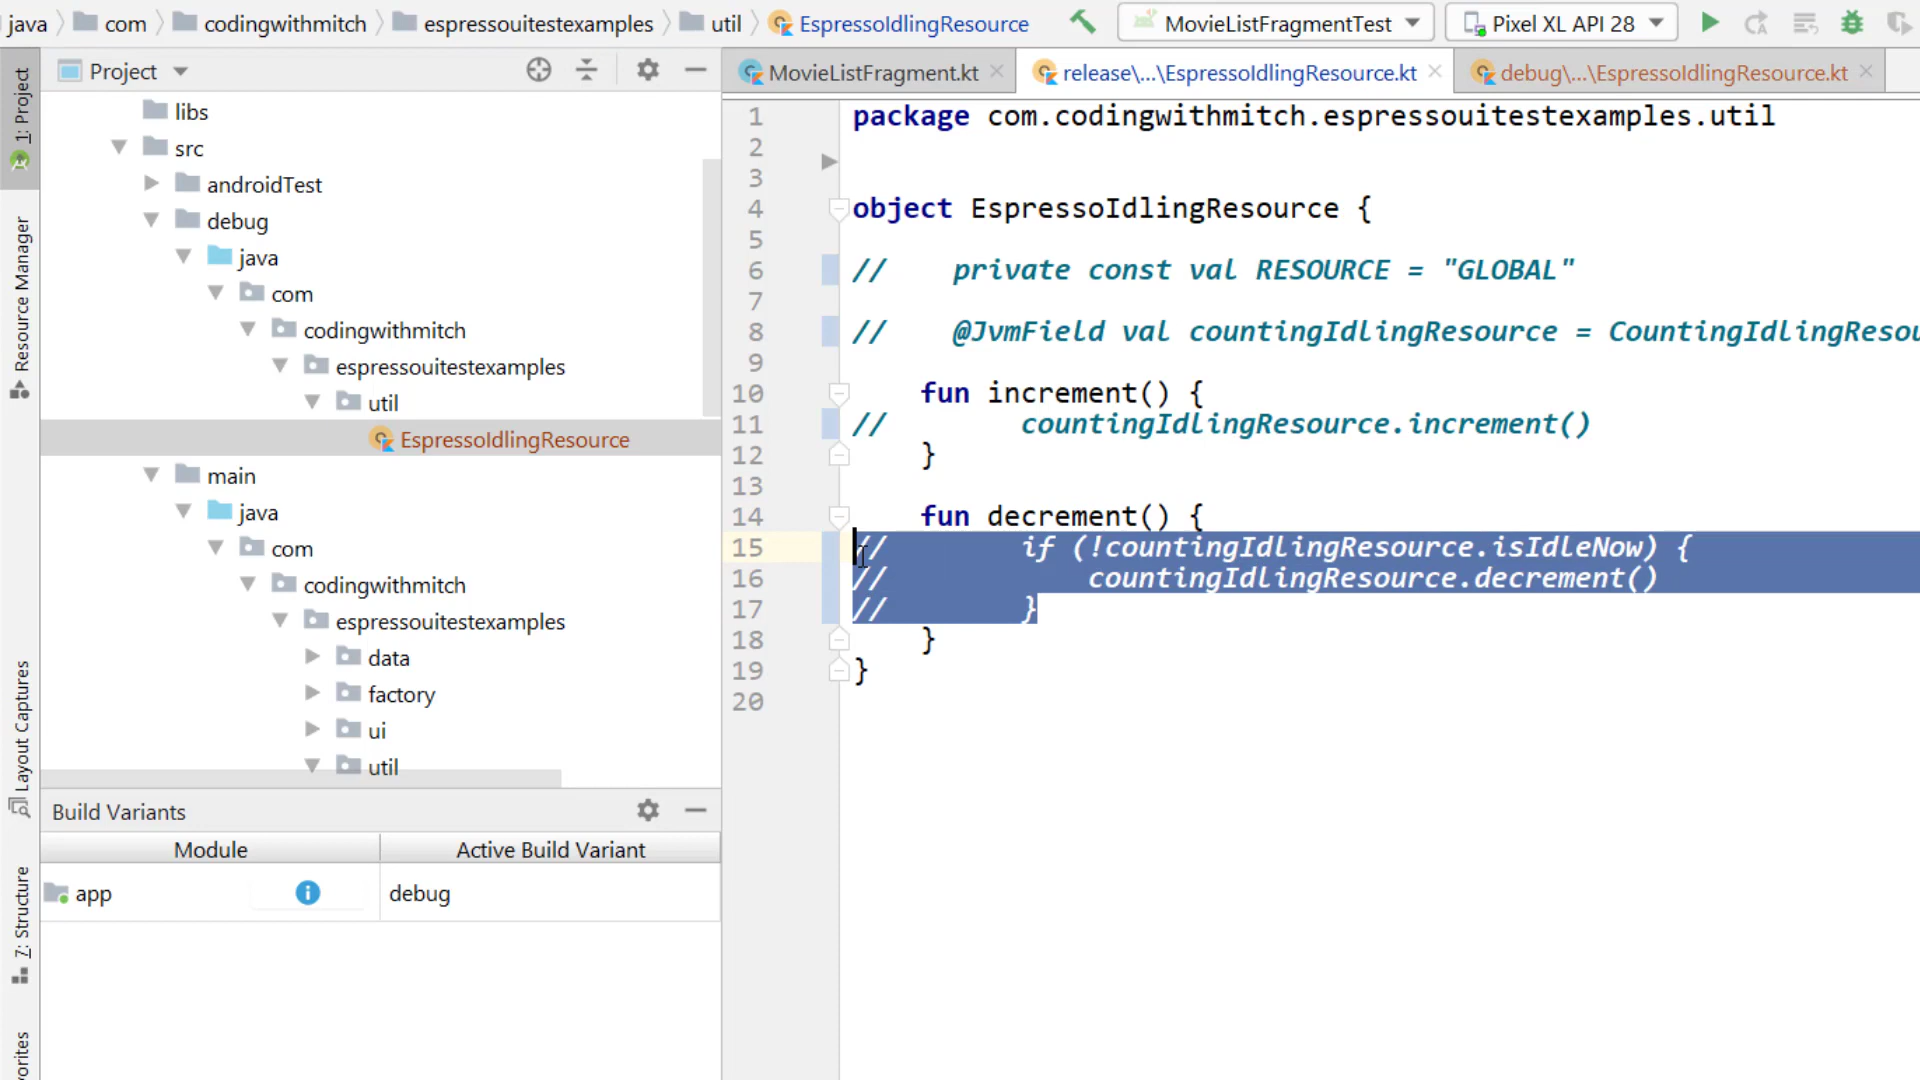 java com codingwithmitch espressouitestexamples util EspressoIdlingResource MovieListFragmentTest Pixel XL API 28
1: Project
Resource Manager
Layout Captures
7: Structure
Project
libs
src
androidTest
debug
java
com
codingwithmitch
espressouitestexamples
util
EspressoIdlingResource
main
java
com
codingwithmitch
espressouitestexamples
data
factory
ui
util
Build Variants
Module Active Build Variant
app debug
MovieListFragment.kt release\...\EspressoIdlingResource.kt debug\...\EspressoIdlingResource.kt
1 package com.codingwithmitch.espressouitestexamples.util
2
3
4 object EspressoIdlingResource {
5
6 // private const val RESOURCE = "GLOBAL"
7
8 // @JvmField val countingIdlingResource = CountingIdlingResou
9
10 fun increment() {
11 // countingIdlingResource.increment()
12 }
13
14 fun decrement() {
15 // if (!countingIdlingResource.isIdleNow) {
16 // countingIdlingResource.decrement()
17 // }
18 }
19 }
20